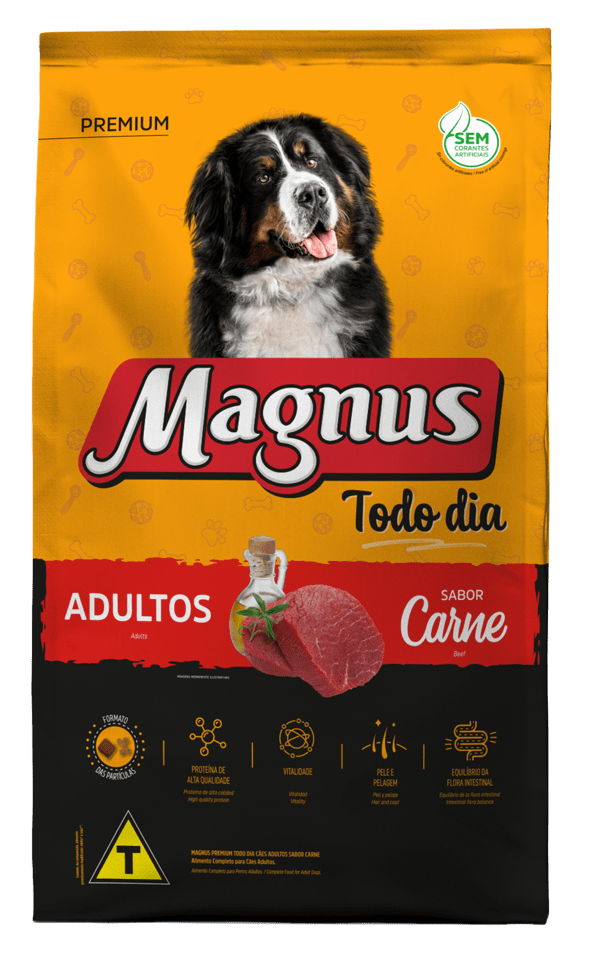 PREMIUM
SEM
CORANTES
ARTIFICIAIS
Magnus
Todo dia
ADULTOS
Adults
SABOR
Carne
Beef
IMAGENS MERAMENTE ILUSTRATIVAS
FORMATO
DAS PARTÍCULAS
PROTEÍNA DE
ALTA QUALIDADE
Proteína de alta calidad
High quality protein
VITALIDADE
Vitalidad
Vitality
PELE E
PELAGEM
Piel y pelaje
Hair and coat
EQUILÍBRIO DA
FLORA INTESTINAL
Equilibrio de la flora intestinal
Intestinal flora balance
T
MAGNUS PREMIUM TODO DIA CÃES ADULTOS SABOR CARNE
Alimento Completo para Cães Adultos.
Alimento Completo para Perros Adultos. / Complete Food for Adult Dogs.